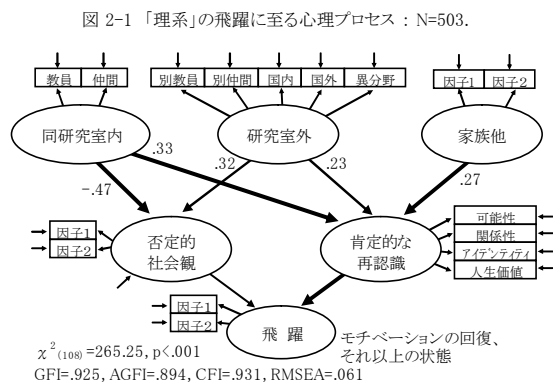 図 2-1 「理系」の飛躍に至る心理プロセス : N=503.
教員 仲間
別教員 別仲間 国内 国外 異分野
因子1 因子2
同研究室内
研究室外
家族他
.33
.32
.23
.27
-.47
因子1
因子2
否定的
社会観
肯定的な
再認識
可能性
関係性
アイデンティティ
人生価値
因子1
因子2
飛 躍
モチベーションの回復、
それ以上の状態
χ²(108)=265.25, p<.001
GFI=.925, AGFI=.894, CFI=.931, RMSEA=.061